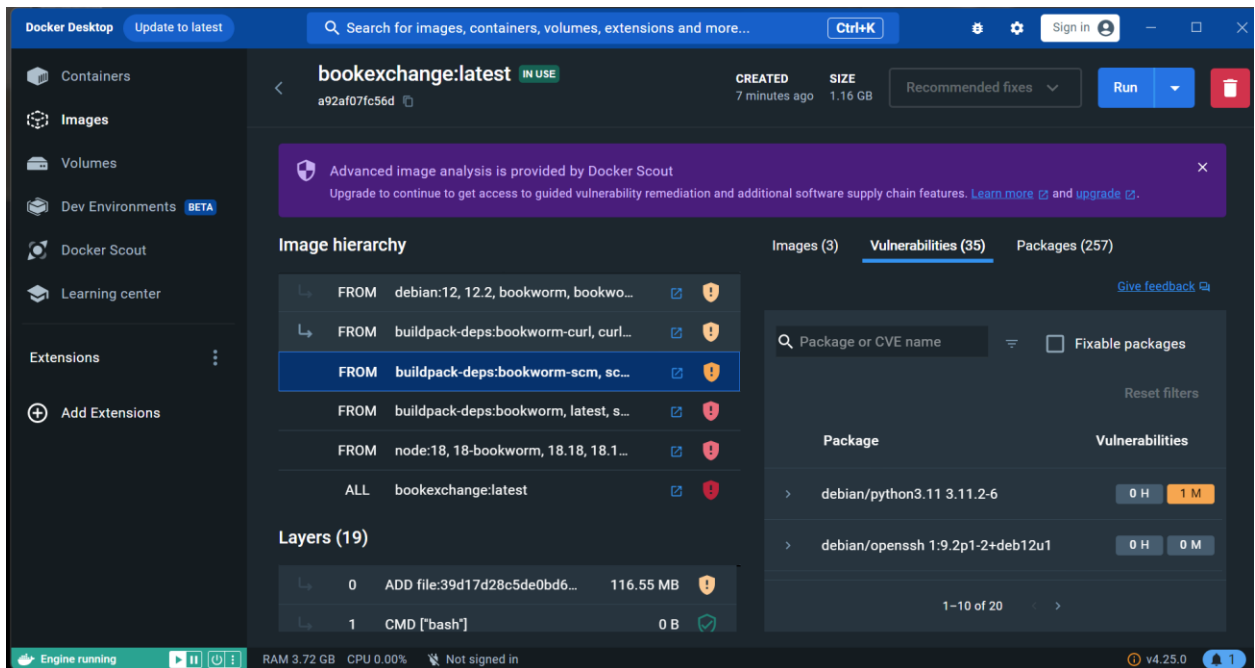 Docker Desktop Update to latest Search for images, containers, volumes, extensions and more... Ctrl+K Sign in
Containers
Images
Volumes
Dev Environments BETA
Docker Scout
Learning center
Extensions
Add Extensions
bookexchange:latest IN USE
a92af07fc56d
CREATED
7 minutes ago
SIZE
1.16 GB
Recommended fixes
Run
Advanced image analysis is provided by Docker Scout
Upgrade to continue to get access to guided vulnerability remediation and additional software supply chain features. Learn more and upgrade.
Image hierarchy
FROM debian:12, 12.2, bookworm, bookwo...
FROM buildpack-deps:bookworm-curl, curl...
FROM buildpack-deps:bookworm-scm, sc...
FROM buildpack-deps:bookworm, latest, s...
FROM node:18, 18-bookworm, 18.18, 18.1...
ALL bookexchange:latest
Layers (19)
0 ADD file:39d17d28c5de0bd6... 116.55 MB
1 CMD ["bash"] 0 B
Images (3) Vulnerabilities (35) Packages (257)
Give feedback
Package or CVE name Fixable packages
Reset filters
Package Vulnerabilities
debian/python3.11 3.11.2-6 0 H 1 M
debian/openssh 1:9.2p1-2+deb12u1 0 H 0 M
1–10 of 20
Engine running RAM 3.72 GB CPU 0.00% Not signed in v4.25.0 1